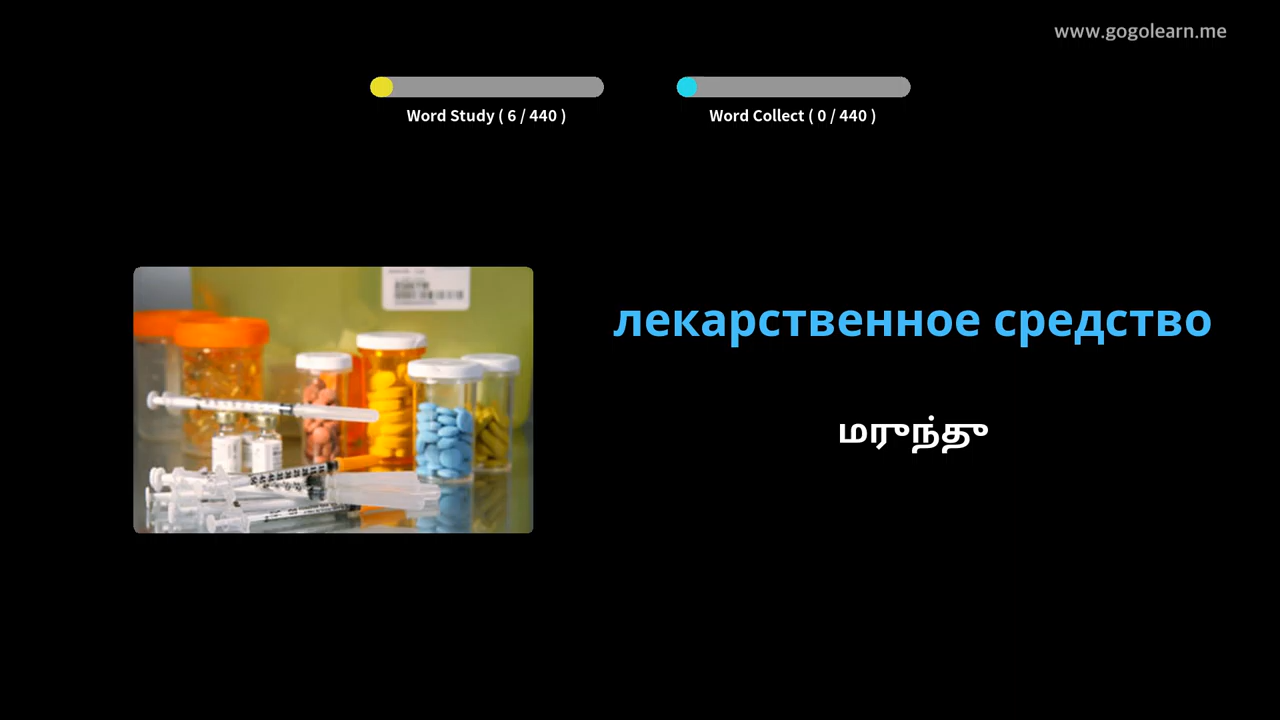 www.gogolearn.me
Word Study ( 6 / 440 )
Word Collect ( 0 / 440 )
лекарственное средство
மருந்து